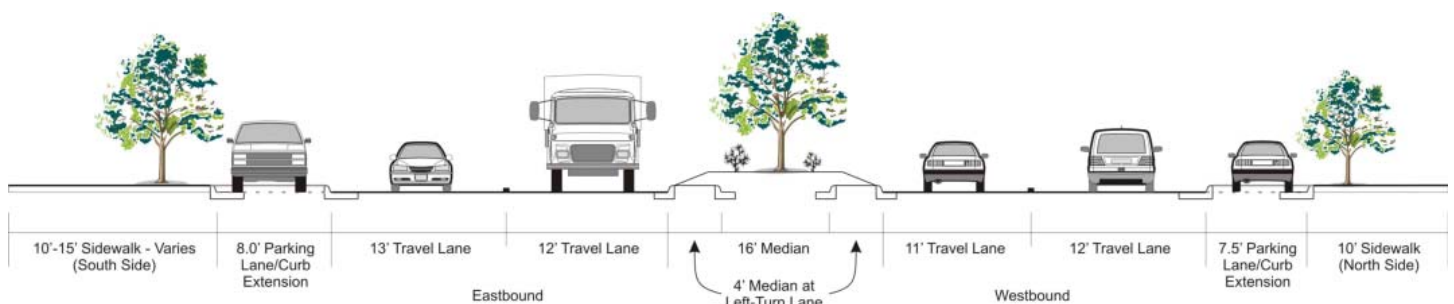 10'-15' Sidewalk - Varies
(South Side)
8.0' Parking
Lane/Curb
Extension
13' Travel Lane
12' Travel Lane
16' Median
11' Travel Lane
12' Travel Lane
7.5' Parking
Lane/Curb
Extension
10' Sidewalk
(North Side)
Eastbound
4' Median at
Left-Turn Lane
Westbound